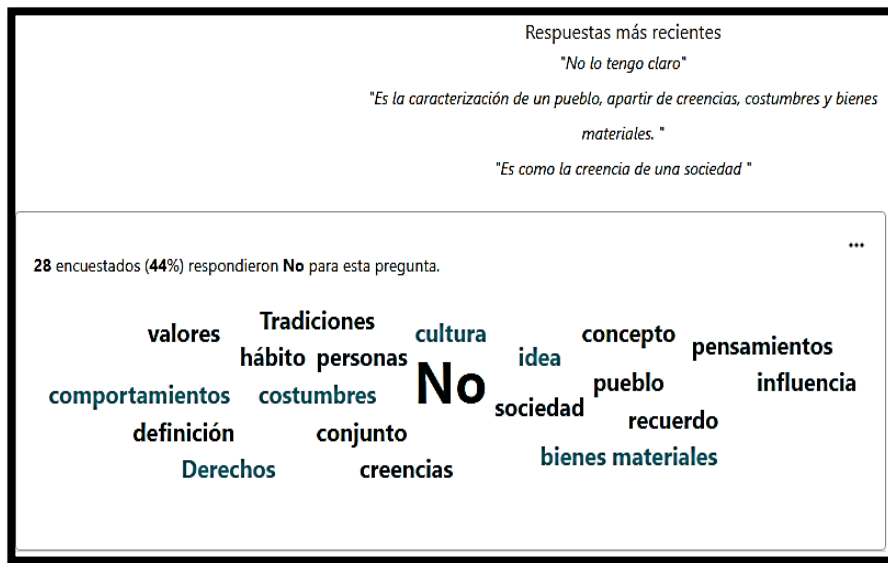 Respuestas más recientes
"No lo tengo claro"
"Es la caracterización de un pueblo, apartir de creencias, costumbres y bienes
materiales. "
"Es como la creencia de una sociedad "
...
28 encuestados (44%) respondieron No para esta pregunta.
valores Tradiciones cultura concepto
hábito personas idea pensamientos
comportamientos costumbres No pueblo influencia
sociedad recuerdo
definición conjunto
Derechos creencias bienes materiales